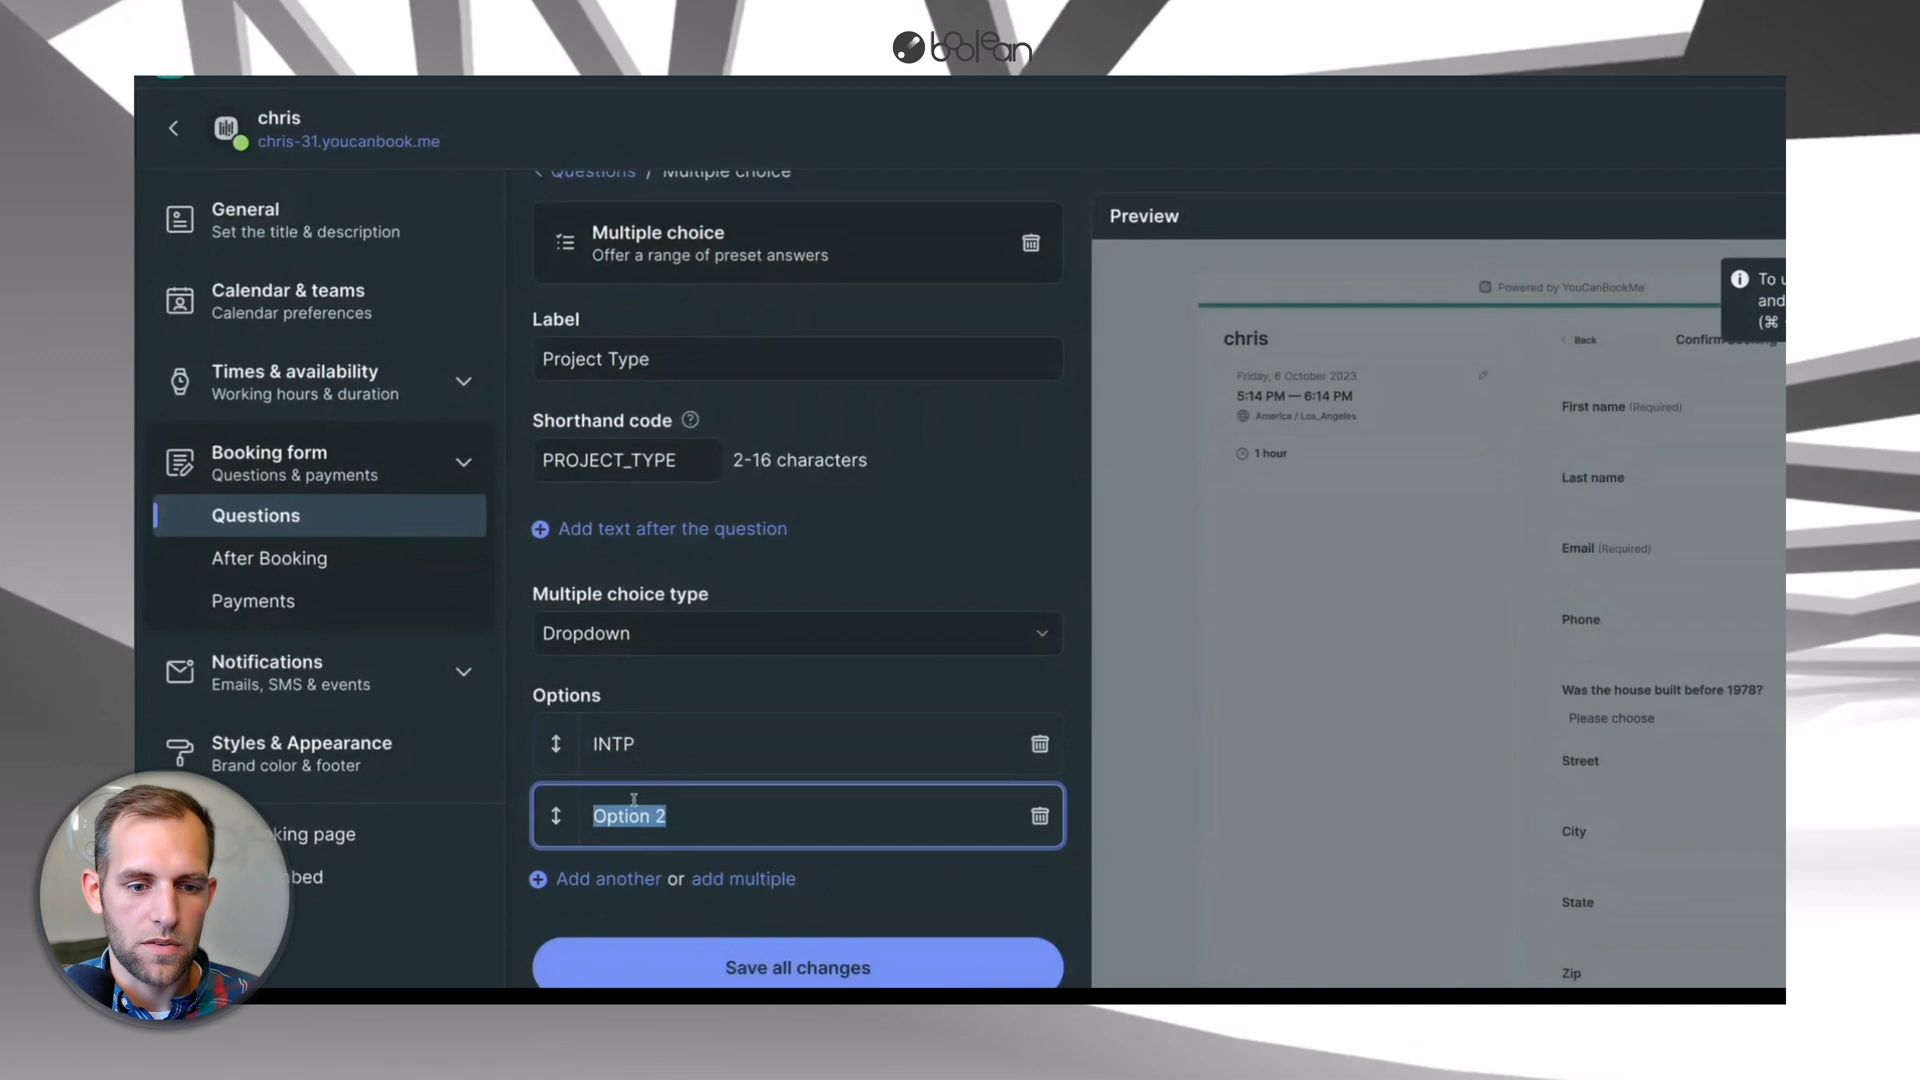 boolean
chris
chris-31.youcanbook.me
General
Set the title & description
Calendar & teams
Calendar preferences
Times & availability
Working hours & duration
Booking form
Questions & payments
Questions
After Booking
Payments
Notifications
Emails, SMS & events
Styles & Appearance
Brand color & footer
king page
bed
Questions / Multiple choice
Multiple choice
Offer a range of preset answers
Label
Project Type
Shorthand code
PROJECT_TYPE 2-16 characters
Add text after the question
Multiple choice type
Dropdown
Options
INTP
Option 2
Add another or add multiple
Save all changes
Preview
Powered by YouCanBookMe
To u
and
(⌘
chris
Friday, 6 October 2023
5:14 PM — 6:14 PM
America / Los_Angeles
1 hour
Back
Confirm
First name (Required)
Last name
Email (Required)
Phone
Was the house built before 1978?
Please choose
Street
City
State
Zip